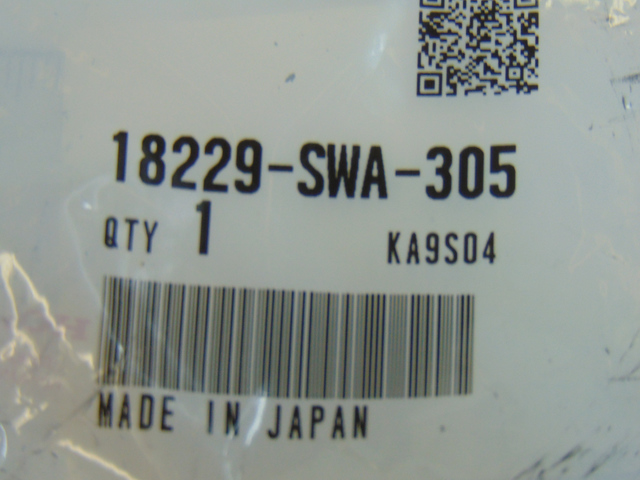 18229-SWA-305
QTY 1 KA9S04
MADE IN JAPAN